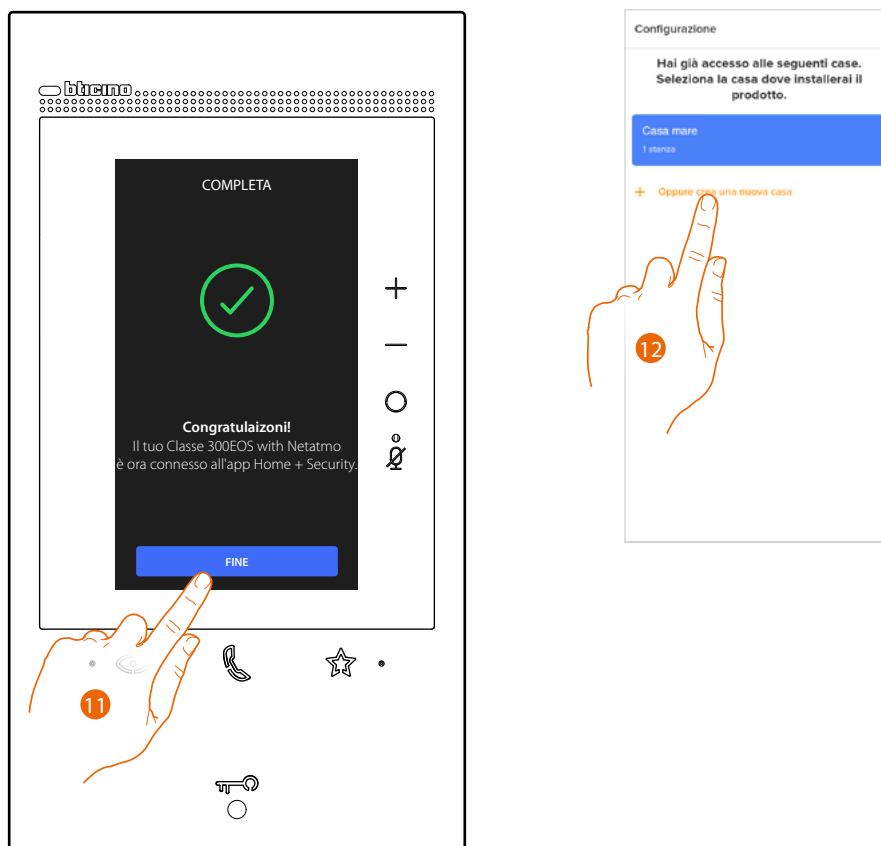 bticino
COMPLETA
Congratulaizoni!
Il tuo Classe 300EOS with Netatmo
è ora connesso all'app Home + Security.
FINE
11
Configurazione
Hai già accesso alle seguenti case.
Seleziona la casa dove installerai il
prodotto.
Casa mare
1 stanza
+ Oppure crea una nuova casa
12